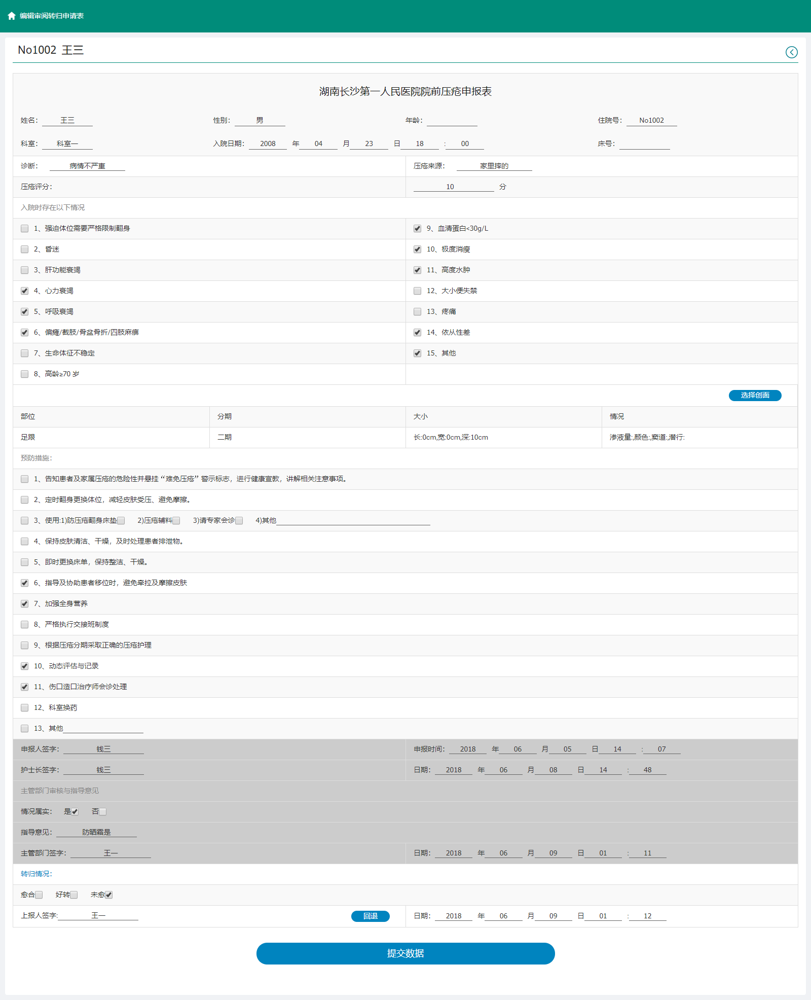 编辑审阅转归申请表
No1002 王三
湖南长沙第一人民医院院前压疮申报表
姓名： 王三 性别： 男 年龄： 住院号： No1002
科室： 科室一 入院日期： 2008 年 04 月 23 日 18 : 00 床号：
诊断： 病情不严重 压疮来源： 家里摔的
压疮评分： 10 分
入院时存在以下情况
1、强迫体位需要严格限制翻身 9、血清蛋白<30g/L
2、昏迷 10、极度消瘦
3、肝功能衰竭 11、高度水肿
4、心力衰竭 12、大小便失禁
5、呼吸衰竭 13、疼痛
6、偏瘫/截肢/骨盆骨折/四肢麻痹 14、依从性差
7、生命体征不稳定 15、其他
8、高龄≥70 岁
选择创面
部位 分期 大小 情况
足跟 二期 长:0cm,宽:0cm,深:10cm 渗液量:,颜色:,窦道:,潜行:
预防措施：
1、告知患者及家属压疮的危险性并悬挂“难免压疮”警示标志，进行健康宣教，讲解相关注意事项。
2、定时翻身更换体位，减轻皮肤受压、避免摩擦。
3、使用:1)防压疮翻身床垫 2)压疮辅料 3)请专家会诊 4)其他
4、保持皮肤清洁、干燥，及时处理患者排泄物。
5、即时更换床单，保持整洁、干燥。
6、指导及协助患者移位时，避免牵拉及摩擦皮肤
7、加强全身营养
8、严格执行交接班制度
9、根据压疮分期采取正确的压疮护理
10、动态评估与记录
11、伤口造口治疗师会诊处理
12、科室换药
13、其他
申报人签字： 钱三 申报时间： 2018 年 06 月 05 日 14 : 07
护士长签字： 钱三 日期： 2018 年 06 月 08 日 14 : 48
主管部门审核与指导意见
情况属实： 是 否
指导意见： 防晒霜是
主管部门签字： 王一 日期： 2018 年 06 月 09 日 01 : 11
转归情况：
愈合 好转 未愈
上报人签字: 王一 回退 日期： 2018 年 06 月 09 日 01 : 12
提交数据